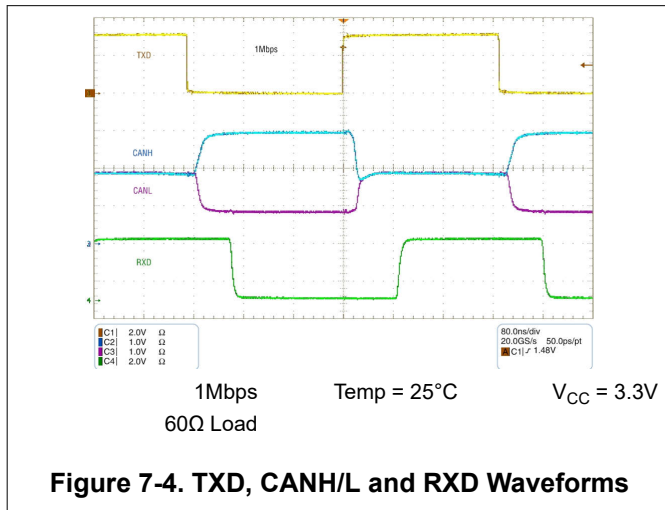 TXD
1Mbps
CANH
CANL
RXD
C1 2.0V Ω
C2 1.0V Ω
C3 1.0V Ω
C4 2.0V Ω
80.0ns/div
20.0GS/s 50.0ps/pt
A C1 1.48V
1Mbps Temp = 25°C VCC = 3.3V
60Ω Load
Figure 7-4. TXD, CANH/L and RXD Waveforms